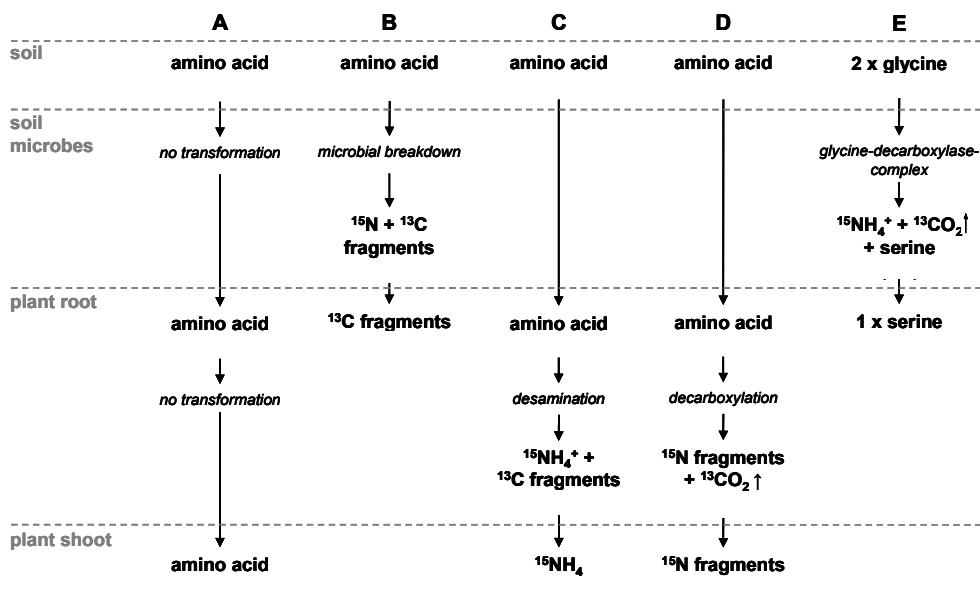 A B C D E
soil
amino acid amino acid amino acid amino acid 2 x glycine
soil
microbes
no transformation microbial breakdown glycine-decarboxylase-
complex
¹⁵N + ¹³C ¹⁵NH₄⁺ + ¹³CO₂↑
fragments + serine
plant root
amino acid ¹³C fragments amino acid amino acid 1 x serine
no transformation desamination decarboxylation
¹⁵NH₄⁺ + ¹⁵N fragments
¹³C fragments + ¹³CO₂ ↑
plant shoot
amino acid ¹⁵NH₄ ¹⁵N fragments